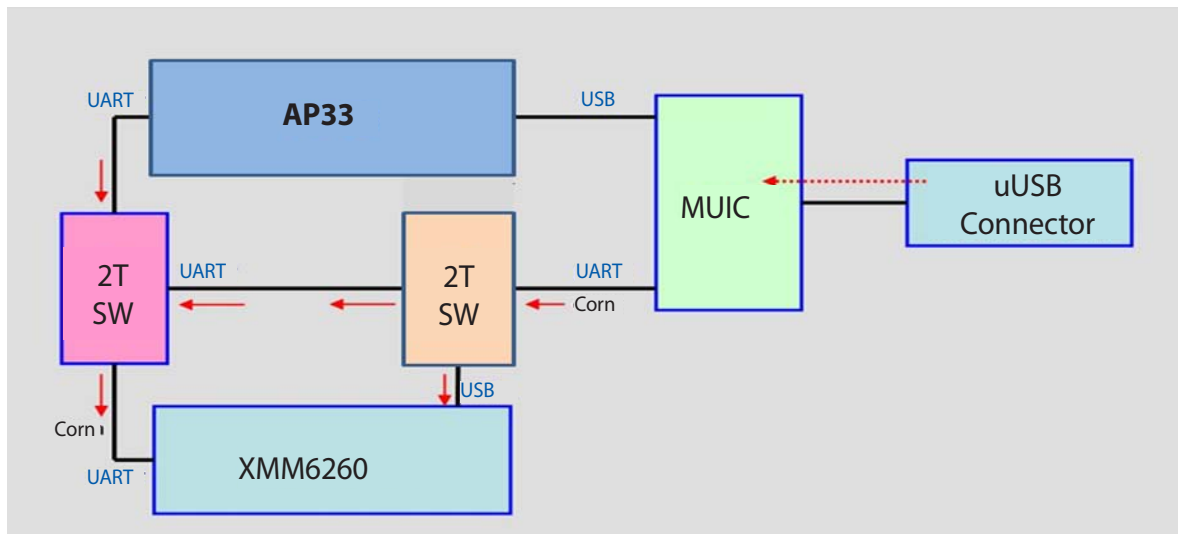 UART
AP33
USB
MUIC
uUSB
Connector
2T
SW
UART
2T
SW
UART
Corn
USB
Corn
UART
XMM6260